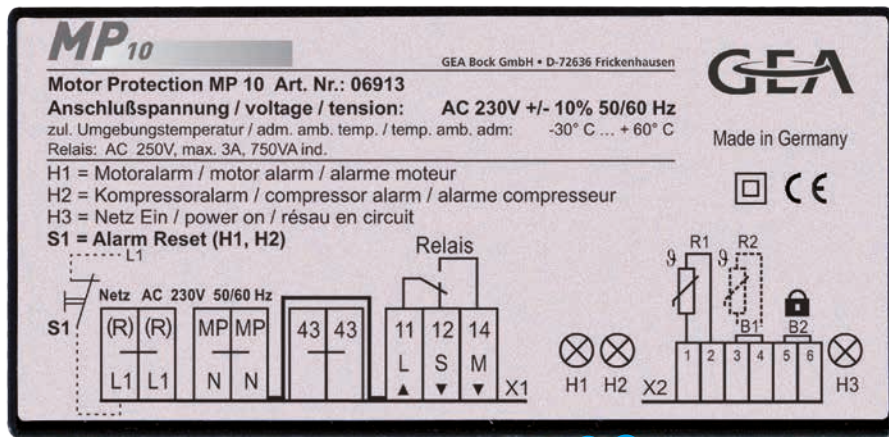 MP10
GEA Bock GmbH • D-72636 Frickenhausen
GEA
Motor Protection MP 10 Art. Nr.: 06913
Anschlußspannung / voltage / tension: AC 230V +/- 10% 50/60 Hz
zul. Umgebungstemperatur / adm. amb. temp. / temp. amb. adm: -30° C ... + 60° C
Relais: AC 250V, max. 3A, 750VA ind.
Made in Germany
H1 = Motoralarm / motor alarm / alarme moteur
H2 = Kompressoralarm / compressor alarm / alarme compresseur
H3 = Netz Ein / power on / résau en circuit
S1 = Alarm Reset (H1, H2)
CE
L1
Relais
R1 R2
ϑ ϑ
Netz AC 230V 50/60 Hz
S1
(R) (R) MP MP 43 43 11 12 14
B1 B2
1 2 3 4 5 6
L1 L1 N N L S M
X1
H1 H2 X2 H3